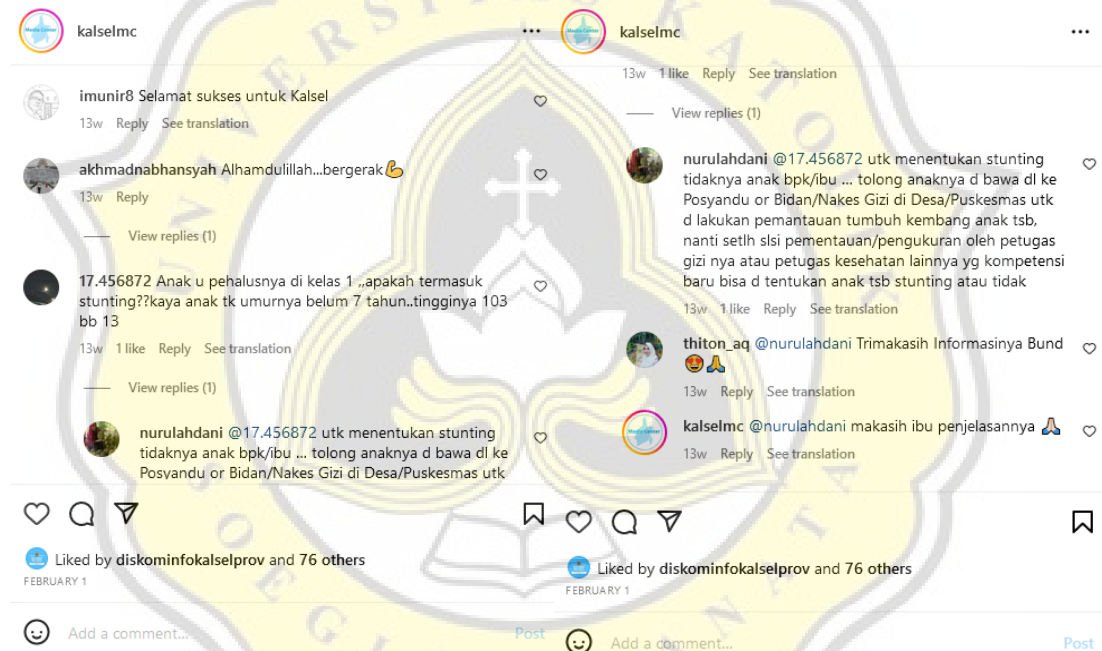 kalselmc
imunir8 Selamat sukses untuk Kalsel
13w Reply See translation
akhmadnabhansyah Alhamdulillah...bergerak💪
13w Reply
View replies (1)
17.456872 Anak u pehalusnya di kelas 1 ,,apakah termasuk
stunting??kaya anak tk umurnya belum 7 tahun..tingginya 103
bb 13
13w 1 like Reply See translation
View replies (1)
nurulahdani @17.456872 utk menentukan stunting
tidaknya anak bpk/ibu ... tolong anaknya d bawa dl ke
Posyandu or Bidan/Nakes Gizi di Desa/Puskesmas utk
Liked by diskominfokalselprov and 76 others
FEBRUARY 1
Add a comment...
Post
kalselmc
13w 1 like Reply See translation
View replies (1)
nurulahdani @17.456872 utk menentukan stunting
tidaknya anak bpk/ibu ... tolong anaknya d bawa dl ke
Posyandu or Bidan/Nakes Gizi di Desa/Puskesmas utk
d lakukan pemantauan tumbuh kembang anak tsb,
nanti setlh slsi pementauan/pengukuran oleh petugas
gizi nya atau petugas kesehatan lainnya yg kompetensi
baru bisa d tentukan anak tsb stunting atau tidak
13w 1 like Reply See translation
thiton_aq @nurulahdani Trimakasih Informasinya Bund
😍🙏
13w Reply See translation
kalselmc @nurulahdani makasih ibu penjelasannya 🙏
13w Reply See translation
Liked by diskominfokalselprov and 76 others
FEBRUARY 1
Add a comment...
Post